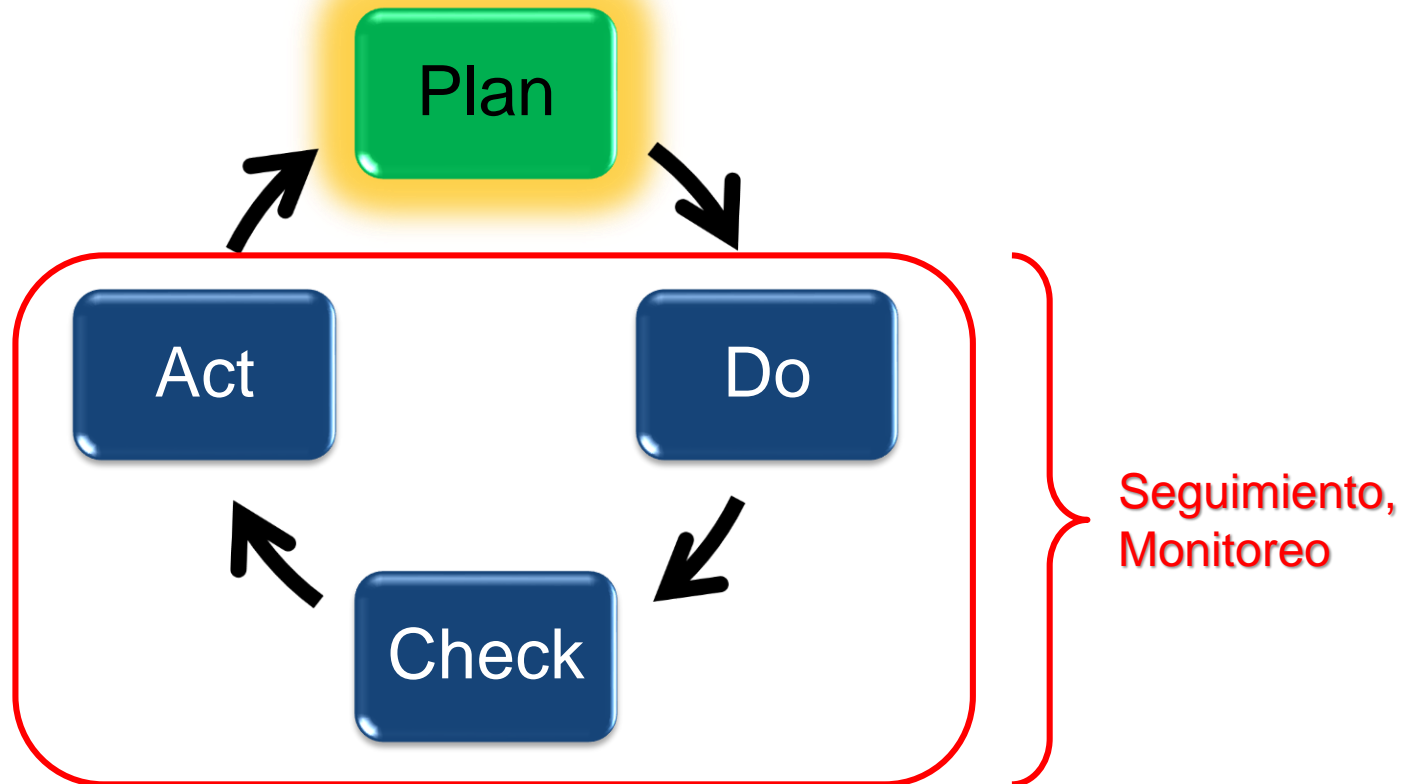 Plan
Act
Do
Seguimiento,
Monitoreo
Check